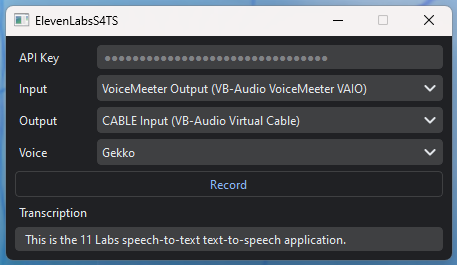 ElevenLabsS4TS
API Key ●●●●●●●●●●●●●●●●●●●●●●●●●●●●●●●●
Input VoiceMeeter Output (VB-Audio VoiceMeeter VAIO)
Output CABLE Input (VB-Audio Virtual Cable)
Voice Gekko
Record
Transcription
This is the 11 Labs speech-to-text text-to-speech application.